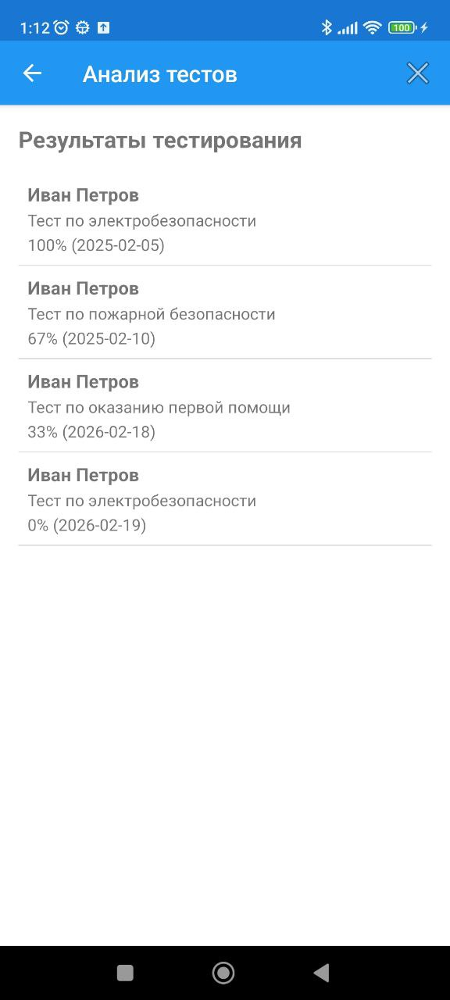 1:12
100
Анализ тестов
Результаты тестирования
Иван Петров
Тест по электробезопасности
100% (2025-02-05)
Иван Петров
Тест по пожарной безопасности
67% (2025-02-10)
Иван Петров
Тест по оказанию первой помощи
33% (2026-02-18)
Иван Петров
Тест по электробезопасности
0% (2026-02-19)